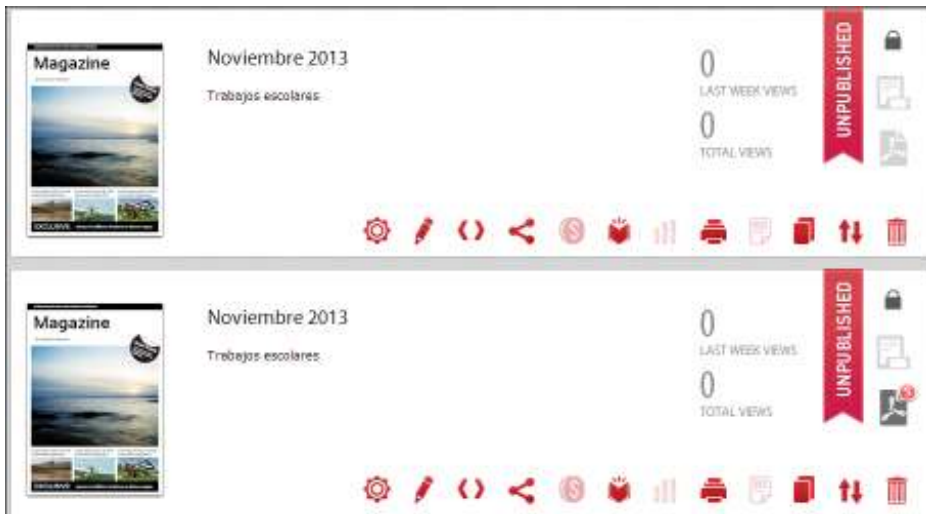 Magazine
EXCLUSIVE
Noviembre 2013
Trabajos escolares
0
LAST WEEK VIEWS
0
TOTAL VIEWS
UNPUBLISHED
Magazine
EXCLUSIVE
Noviembre 2013
Trabajos escolares
0
LAST WEEK VIEWS
0
TOTAL VIEWS
UNPUBLISHED